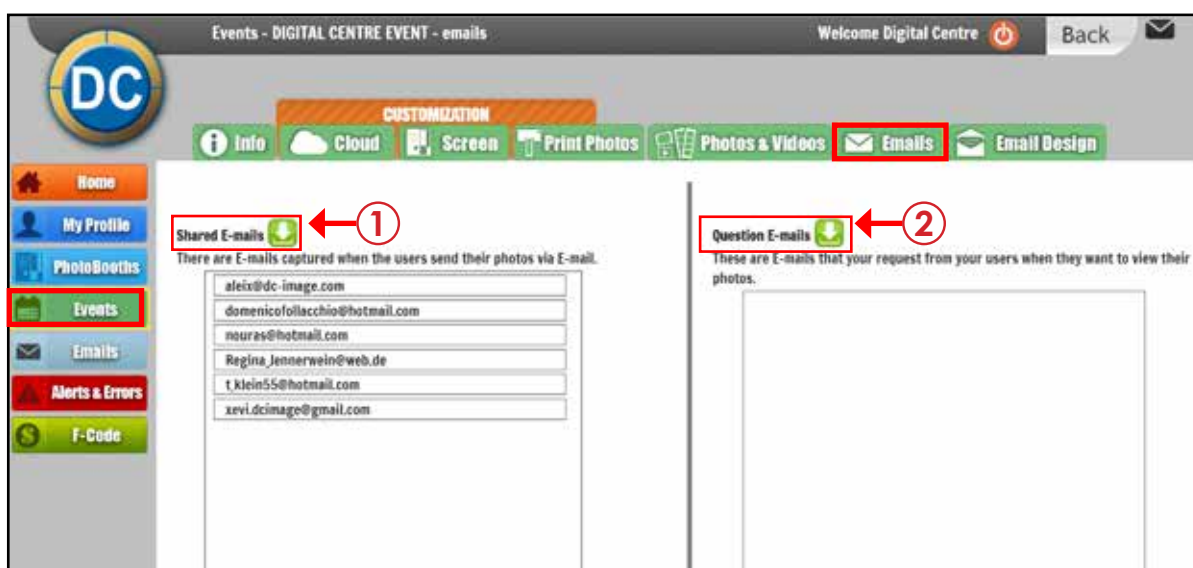 Events - DIGITAL CENTRE EVENT - emails
Welcome Digital Centre
Back
DC
CUSTOMIZATION
Info
Cloud
Screen
Print Photos
Photos & Videos
Emails
Email Design
Home
My Profile
PhotoBooths
Events
Emails
Alerts & Errors
F-Code
Shared E-mails
1
There are E-mails captured when the users send their photos via E-mail.
aleix@dc-image.com
domenicofollacchio@hotmail.com
nouras@hotmail.com
Regina_Jennerwein@web.de
t_klein55@hotmail.com
xevi.dcimage@gmail.com
Question E-mails
2
These are E-mails that your request from your users when they want to view their
photos.